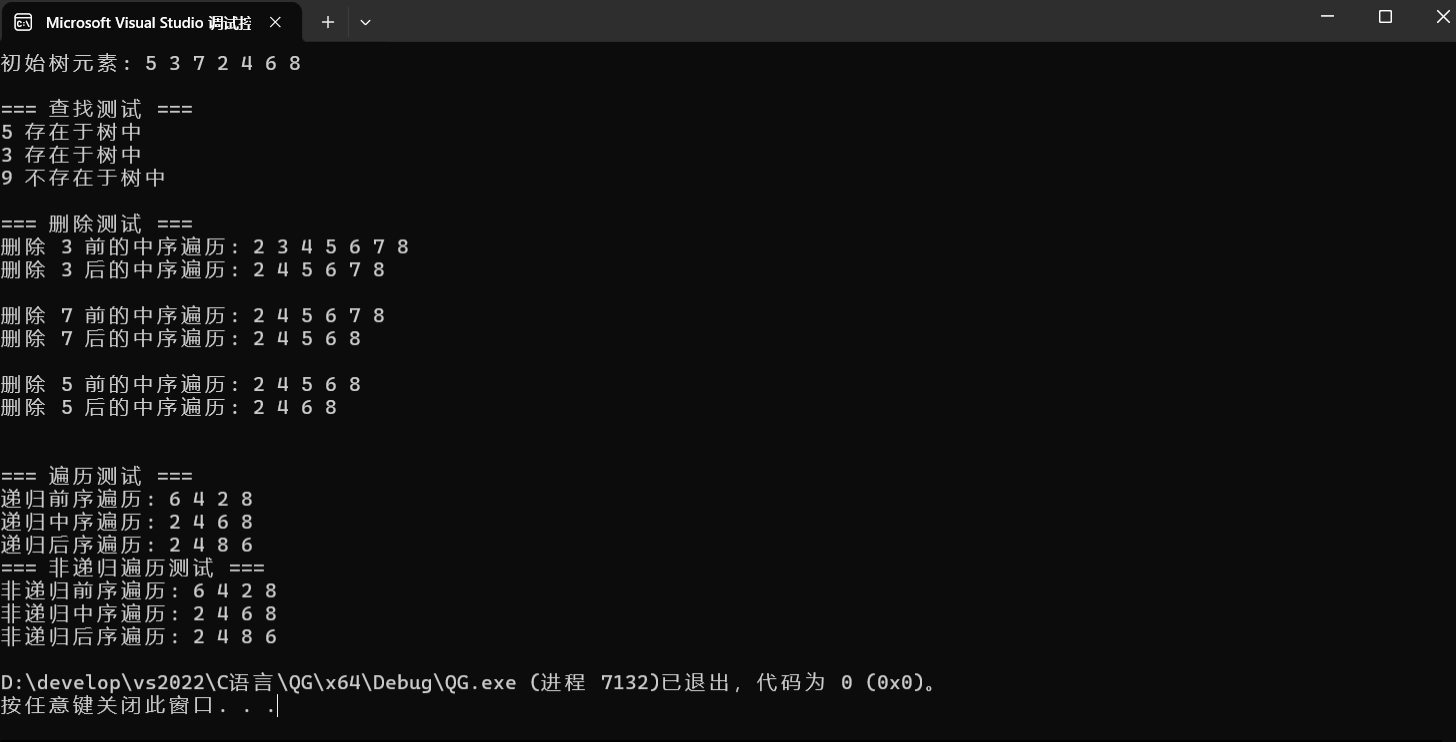 Microsoft Visual Studio 调试控
初始树元素: 5 3 7 2 4 6 8
=== 查找测试 ===
5 存在于树中
3 存在于树中
9 不存在于树中
=== 删除测试 ===
删除 3 前的中序遍历: 2 3 4 5 6 7 8
删除 3 后的中序遍历: 2 4 5 6 7 8
删除 7 前的中序遍历: 2 4 5 6 7 8
删除 7 后的中序遍历: 2 4 5 6 8
删除 5 前的中序遍历: 2 4 5 6 8
删除 5 后的中序遍历: 2 4 6 8
=== 遍历测试 ===
递归前序遍历: 6 4 2 8
递归中序遍历: 2 4 6 8
递归后序遍历: 2 4 8 6
=== 非递归遍历测试 ===
非递归前序遍历: 6 4 2 8
非递归中序遍历: 2 4 6 8
非递归后序遍历: 2 4 8 6
D:\develop\vs2022\C语言\QG\x64\Debug\QG.exe (进程 7132)已退出，代码为 0 (0x0)。
按任意键关闭此窗口. . .